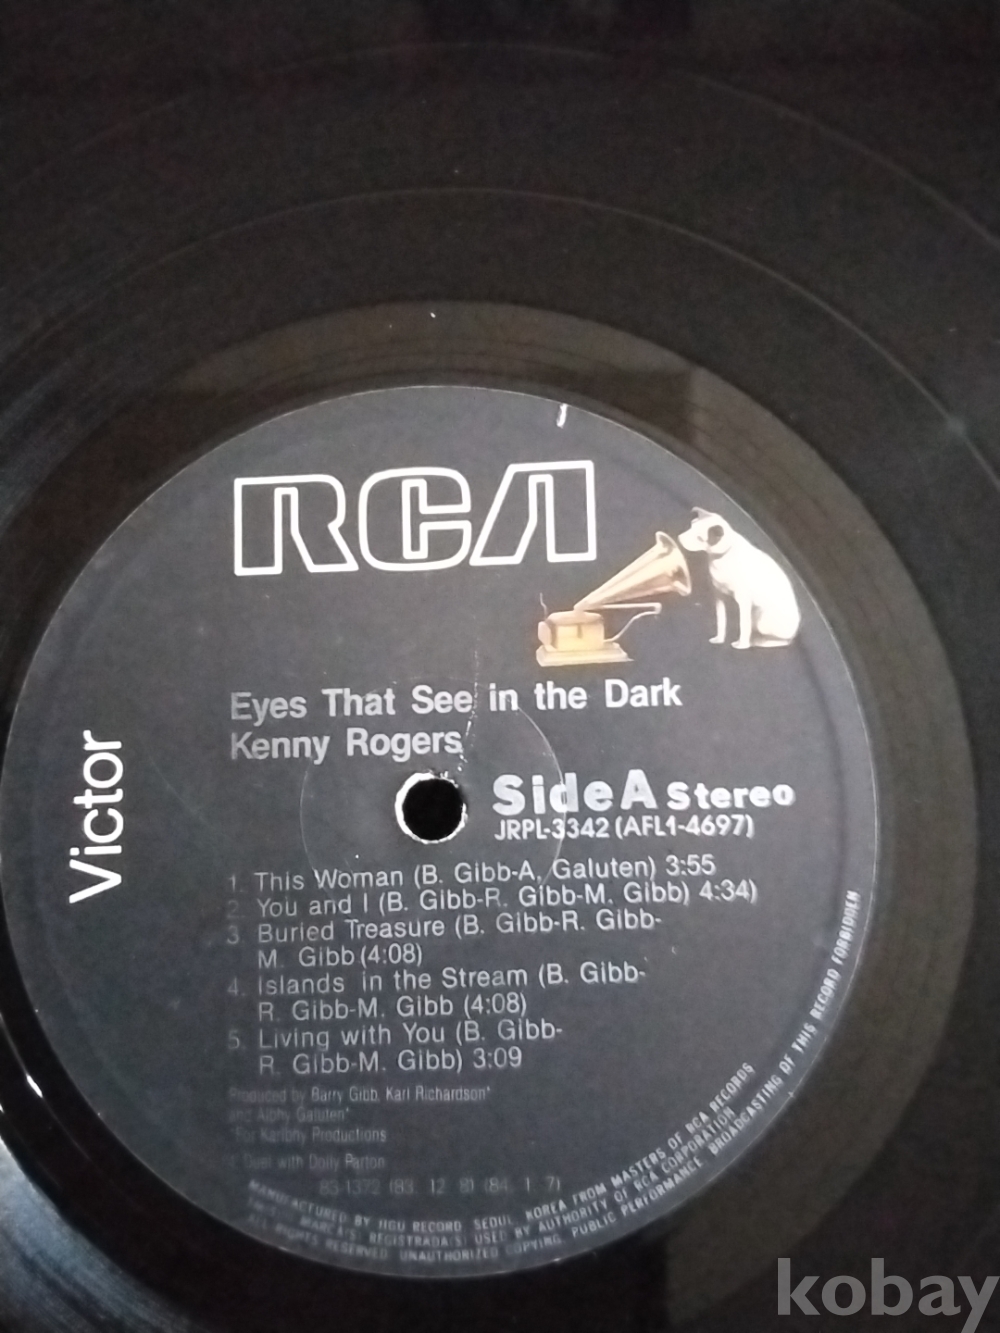 RCA
Victor
Eyes That See in the Dark
Kenny Rogers
Side A Stereo
JRPL-3342 (AFL1-4697)
1. This Woman (B. Gibb-A. Galuten) 3:55
2. You and I (B. Gibb-R. Gibb-M. Gibb) 4:34)
3 Buried Treasure (B. Gibb-R. Gibb-
M. Gibb (4:08)
4. Islands in the Stream (B. Gibb-
R. Gibb-M. Gibb (4:08)
5. Living with You (B. Gibb-
R. Gibb-M. Gibb) 3:09
Produced by Barry Gibb, Karl Richardson*
and Albhy Galuten*
*For Karlbhy Productions
Duet with Dolly Parton
83-1372 (83. 12. 8) (84. 1. 7)
MANUFACTURED BY JIGU RECORD, SEOUL, KOREA FROM MASTERS OF RCA RECORDS
MARCA(S) REGISTRADA(S) USED BY AUTHORITY OF RCA CORPORATION
ALL RIGHTS RESERVED. UNAUTHORIZED COPYING, PUBLIC PERFORMANCE, BROADCASTING OF THIS RECORD FORBIDDEN
kobay